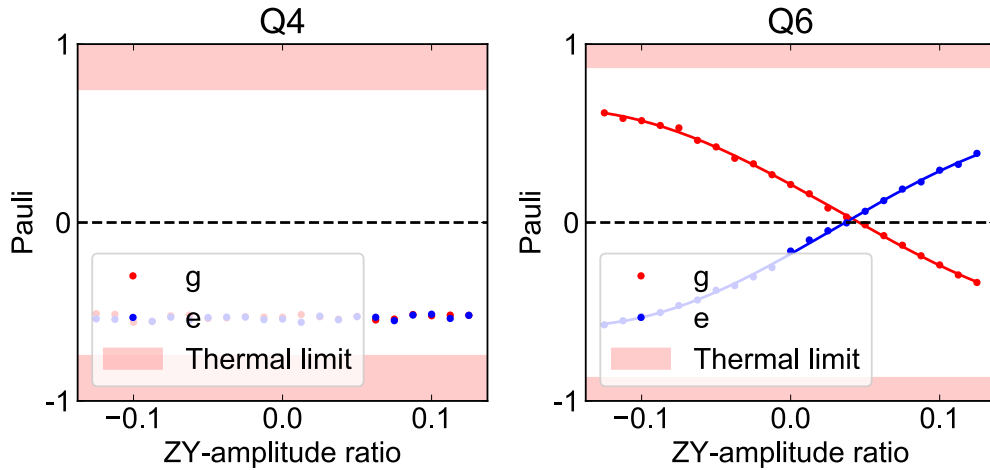 Q4
1
0
-1
Pauli
g
e
Thermal limit
−0.1 0.0 0.1
ZY-amplitude ratio
Q6
1
0
-1
Pauli
g
e
Thermal limit
−0.1 0.0 0.1
ZY-amplitude ratio